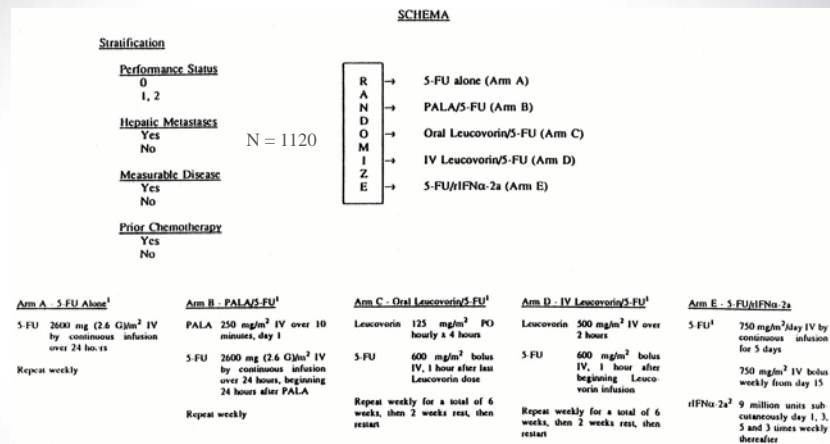 SCHEMA
Stratification
Performance Status
0
1, 2
Hepatic Metastases
Yes
No
Measurable Disease
Yes
No
Prior Chemotherapy
Yes
No
N = 1120
R
A
N
D
O
M
I
Z
E
→ 5-FU alone (Arm A)
→ PALA/5-FU (Arm B)
→ Oral Leucovorin/5-FU (Arm C)
→ IV Leucovorin/5-FU (Arm D)
→ 5-FU/rIFNα-2a (Arm E)
Arm A - 5-FU Alone¹
5-FU 2600 mg (2.6 G)/m² IV
by continuous infusion
over 24 hours
Repeat weekly
Arm B - PALA/5-FU¹
PALA 250 mg/m² IV over 10
minutes, day 1
5-FU 2600 mg (2.6 G)/m² IV
by continuous infusion
over 24 hours, beginning
24 hours after PALA
Repeat weekly
Arm C - Oral Leucovorin/5-FU¹
Leucovorin 125 mg/m² PO
hourly x 4 hours
5-FU 600 mg/m² bolus
IV, 1 hour after last
Leucovorin dose
Repeat weekly for a total of 6
weeks, then 2 weeks rest, then
restart
Arm D - IV Leucovorin/5-FU¹
Leucovorin 500 mg/m² IV over
2 hours
5-FU 600 mg/m² bolus
IV, 1 hour after
beginning Leuco-
vorin infusion
Repeat weekly for a total of 6
weeks, then 2 weeks rest, then
restart
Arm E - 5-FU/rIFNα-2a
5-FU¹ 750 mg/m²/day IV by
continuous infusion
for 5 days
750 mg/m² IV bolus
weekly from day 15
rIFNα-2a² 9 million units sub-
cutaneously day 1, 3,
5 and 3 times weekly
thereafter